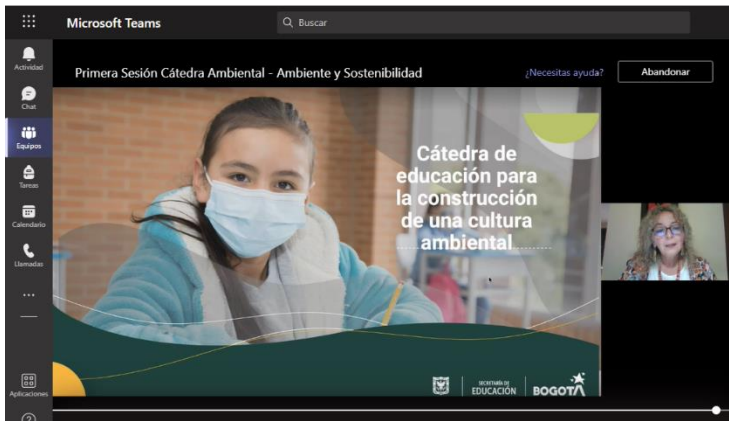 Microsoft Teams
Buscar
Actividad
Chat
Equipos
Tareas
Calendario
Llamadas
...
Aplicaciones
Primera Sesión Cátedra Ambiental - Ambiente y Sostenibilidad
¿Necesitas ayuda?
Abandonar
Cátedra de
educación para
la construcción
de una cultura
ambiental
SECRETARÍA DE
EDUCACIÓN
BOGOTÁ